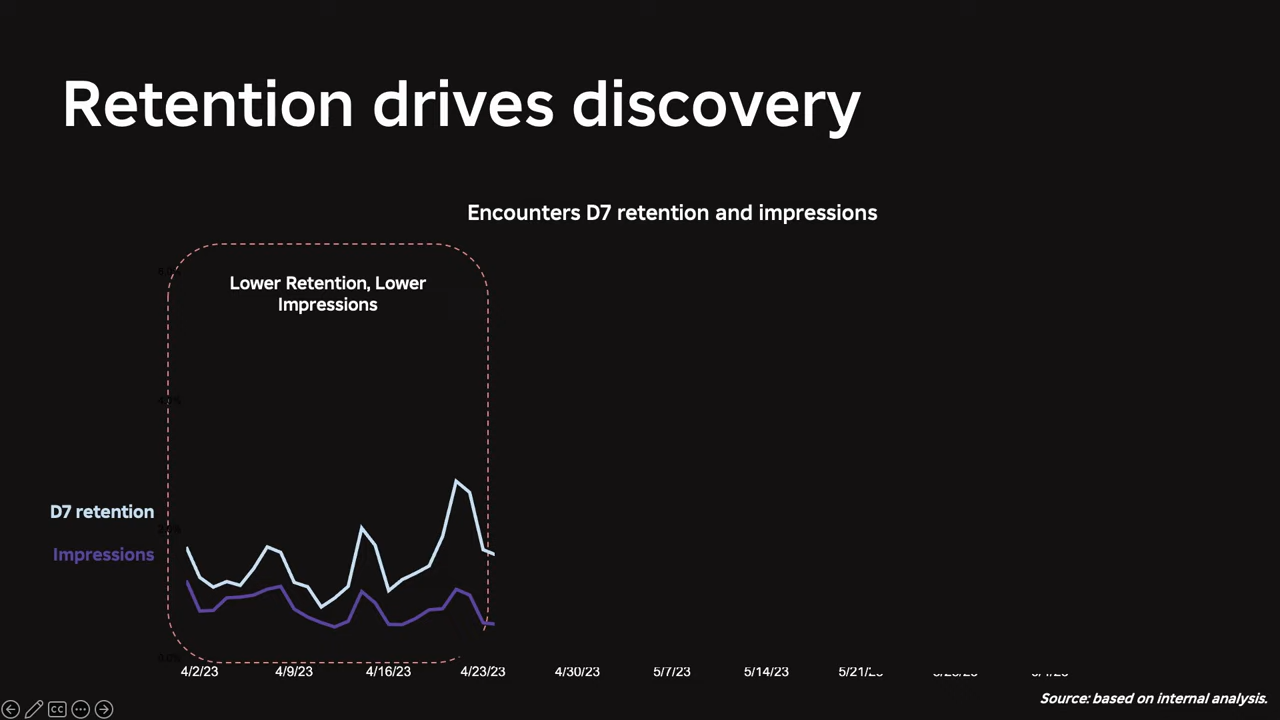 Retention drives discovery
Encounters D7 retention and impressions
Lower Retention, Lower
Impressions
D7 retention
Impressions
4/2/23 4/9/23 4/16/23 4/23/23 4/30/23 5/7/23 5/14/23
Source: based on internal analysis.
CC